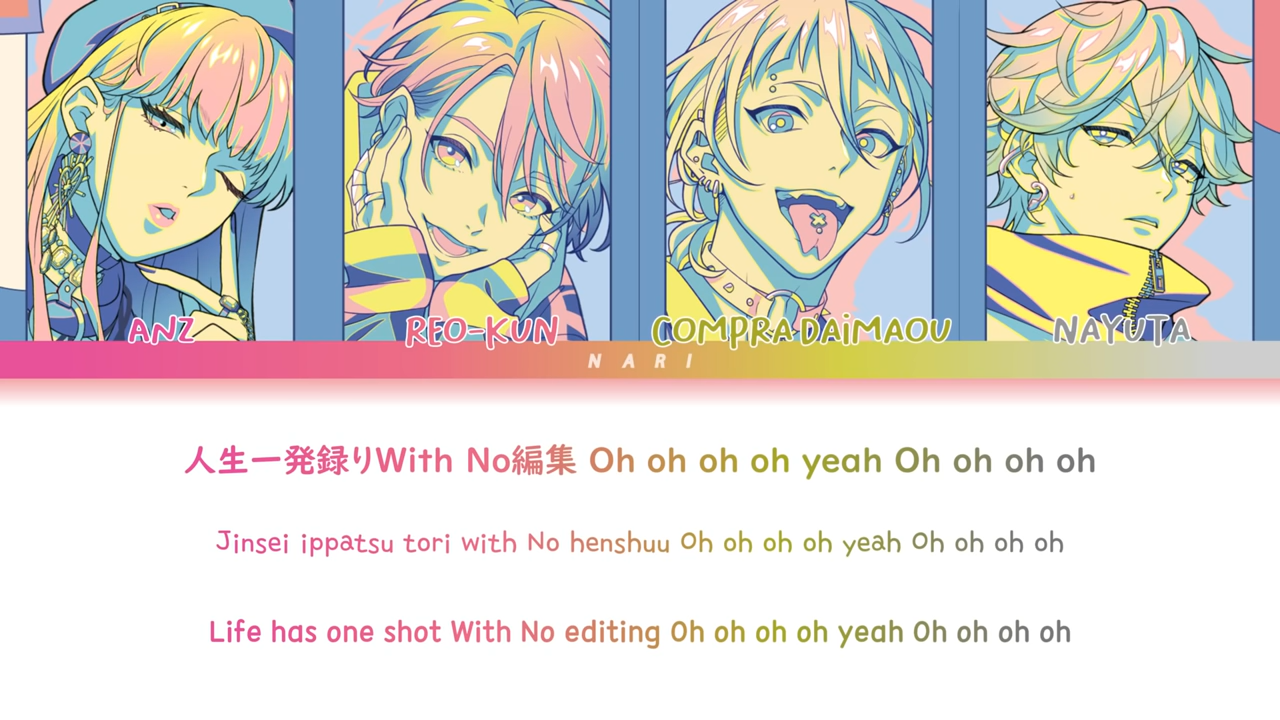 ANZ
REO-KUN
COMPRA DAiMAOU
NAYUTA
NARI
人生一発録りWith No編集 Oh oh oh oh yeah Oh oh oh oh
Jinsei ippatsu tori with No henshuu Oh oh oh oh yeah Oh oh oh oh
Life has one shot With No editing Oh oh oh oh yeah Oh oh oh oh